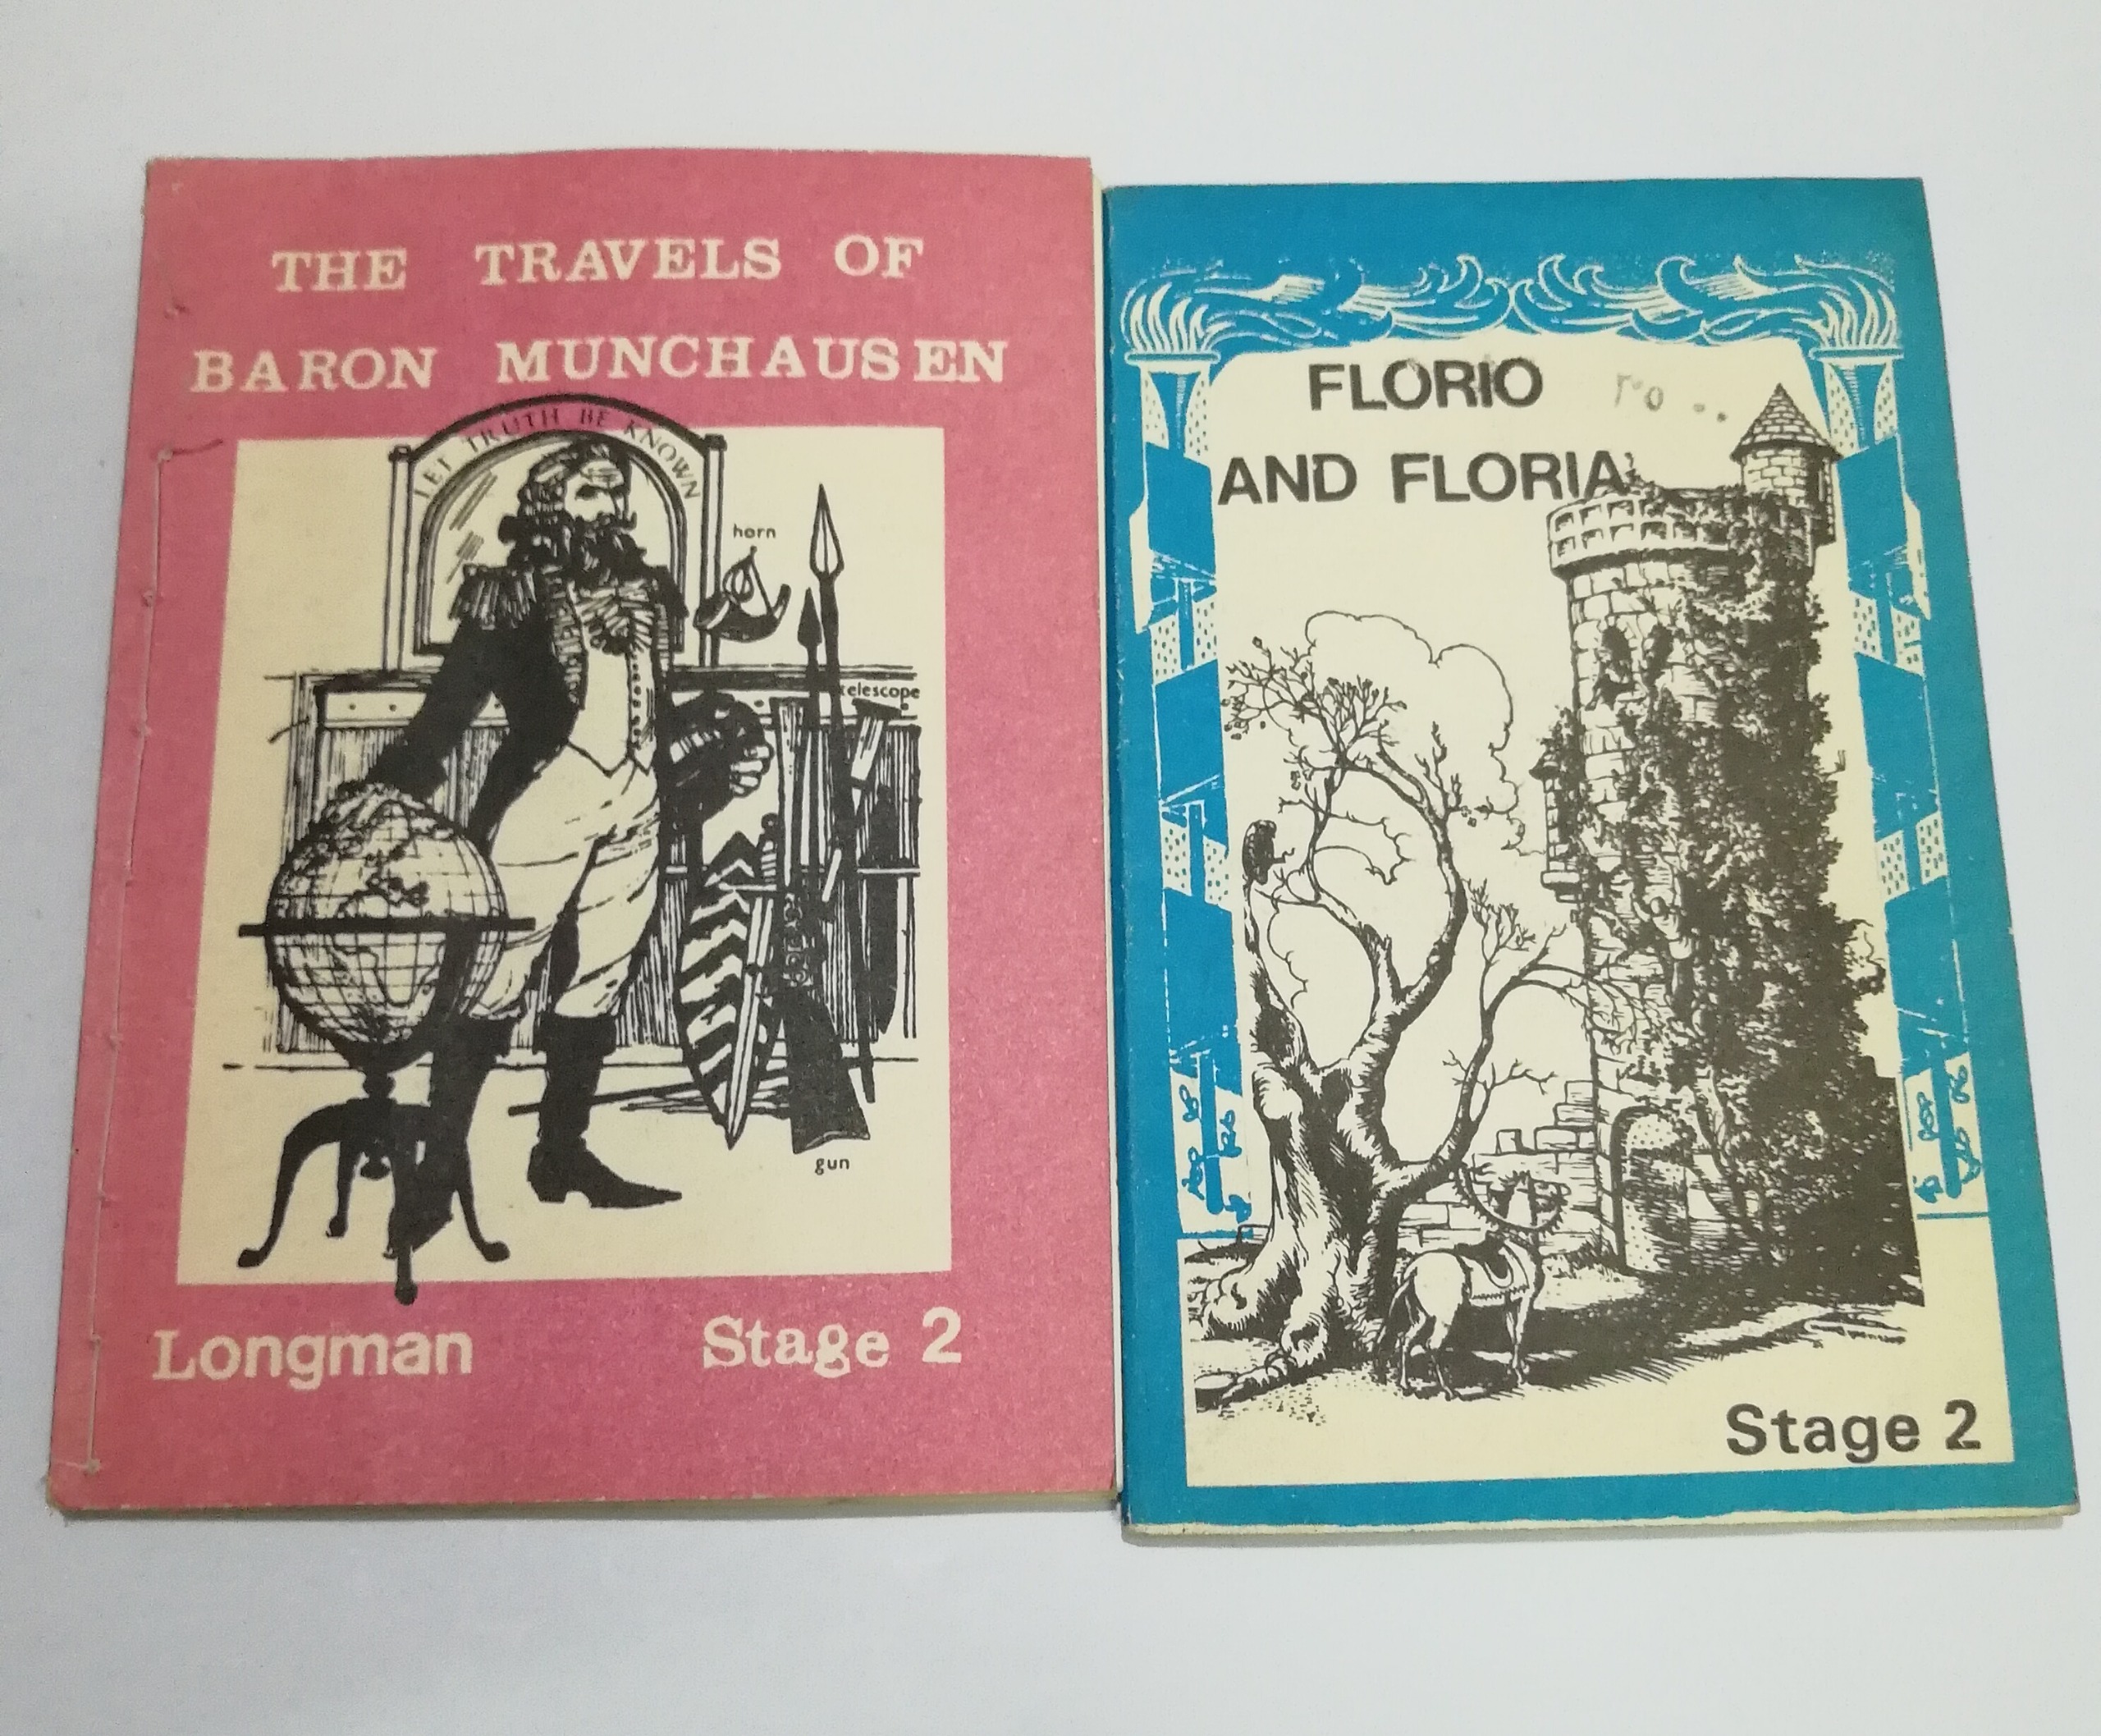 THE TRAVELS OF
BARON MUNCHAUSEN
LET TRUTH BE KNOWN
horn
telescope
gun
Longman Stage 2
FLORIO
AND FLORIA
Stage 2